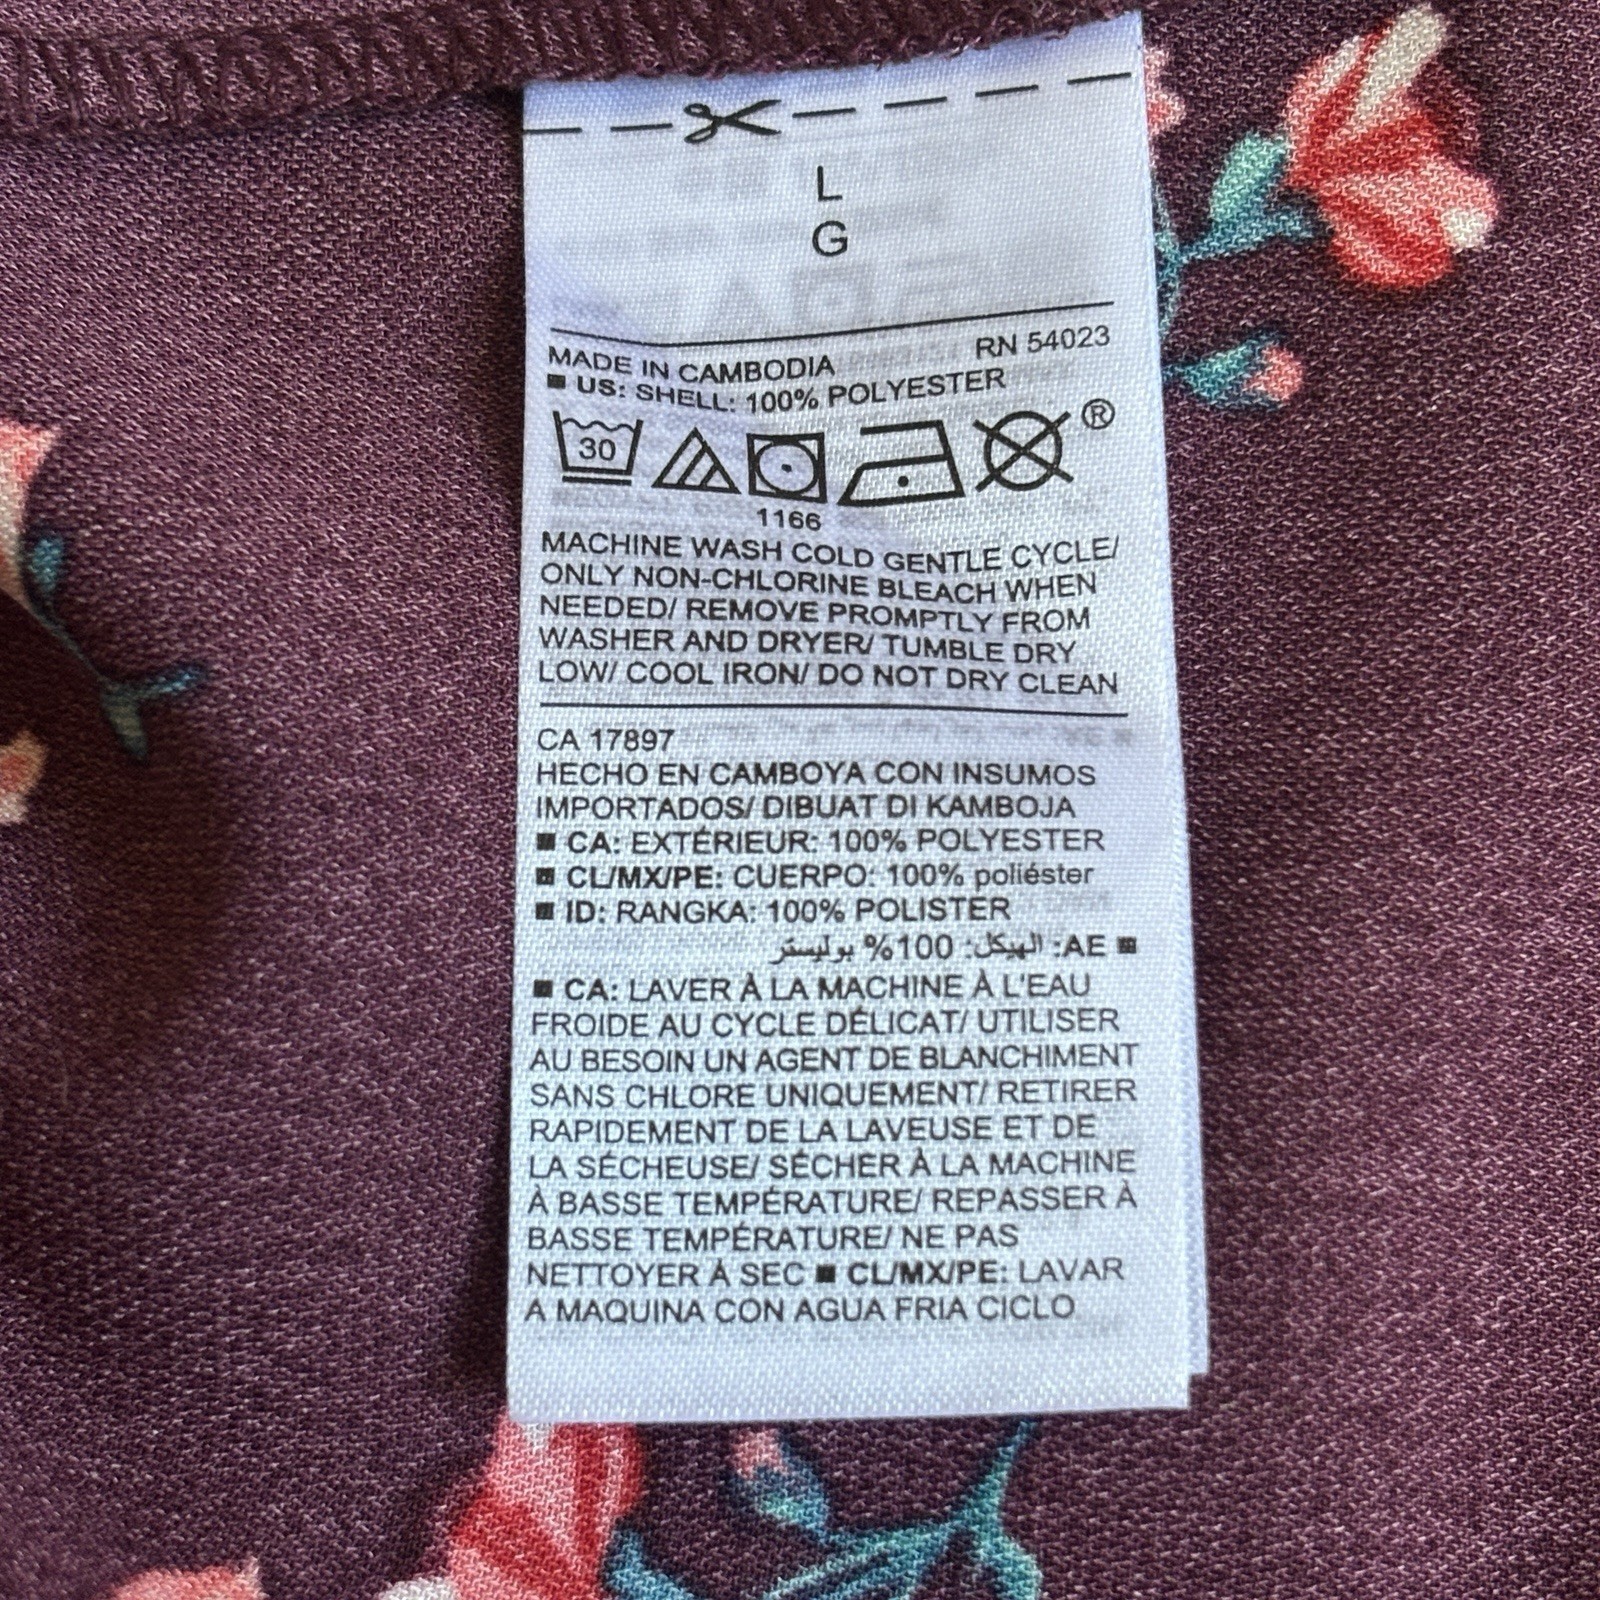 L
G
MADE IN CAMBODIA RN 54023
■ US: SHELL: 100% POLYESTER
30 ®
1166
MACHINE WASH COLD GENTLE CYCLE/
ONLY NON-CHLORINE BLEACH WHEN
NEEDED/ REMOVE PROMPTLY FROM
WASHER AND DRYER/ TUMBLE DRY
LOW/ COOL IRON/ DO NOT DRY CLEAN
CA 17897
HECHO EN CAMBOYA CON INSUMOS
IMPORTADOS/ DIBUAT DI KAMBOJA
■ CA: EXTÉRIEUR: 100% POLYESTER
■ CL/MX/PE: CUERPO: 100% poliéster
■ ID: RANGKA: 100% POLISTER
■ AE: الهيكل: 100% بوليستر
■ CA: LAVER À LA MACHINE À L'EAU
FROIDE AU CYCLE DÉLICAT/ UTILISER
AU BESOIN UN AGENT DE BLANCHIMENT
SANS CHLORE UNIQUEMENT/ RETIRER
RAPIDEMENT DE LA LAVEUSE ET DE
LA SÉCHEUSE/ SÉCHER À LA MACHINE
À BASSE TEMPÉRATURE/ REPASSER À
BASSE TEMPÉRATURE/ NE PAS
NETTOYER À SEC ■ CL/MX/PE: LAVAR
A MAQUINA CON AGUA FRIA CICLO